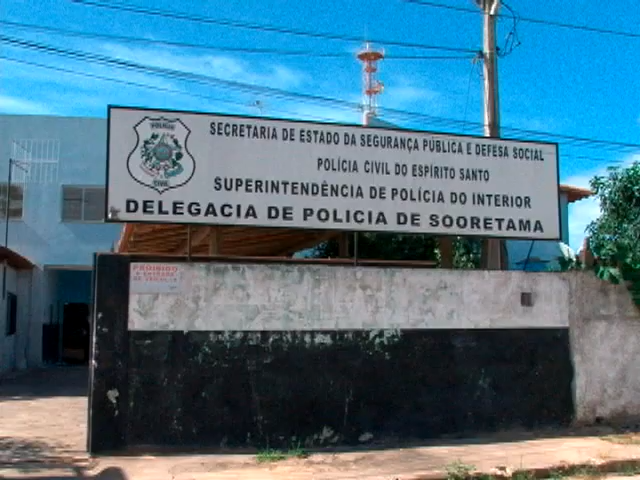 SECRETARIA DE ESTADO DA SEGURANÇA PÚBLICA E DEFESA SOCIAL
POLÍCIA CIVIL DO ESPÍRITO SANTO
SUPERINTENDÊNCIA DE POLÍCIA DO INTERIOR
DELEGACIA DE POLICIA DE SOORETAMA
PROIBIDO